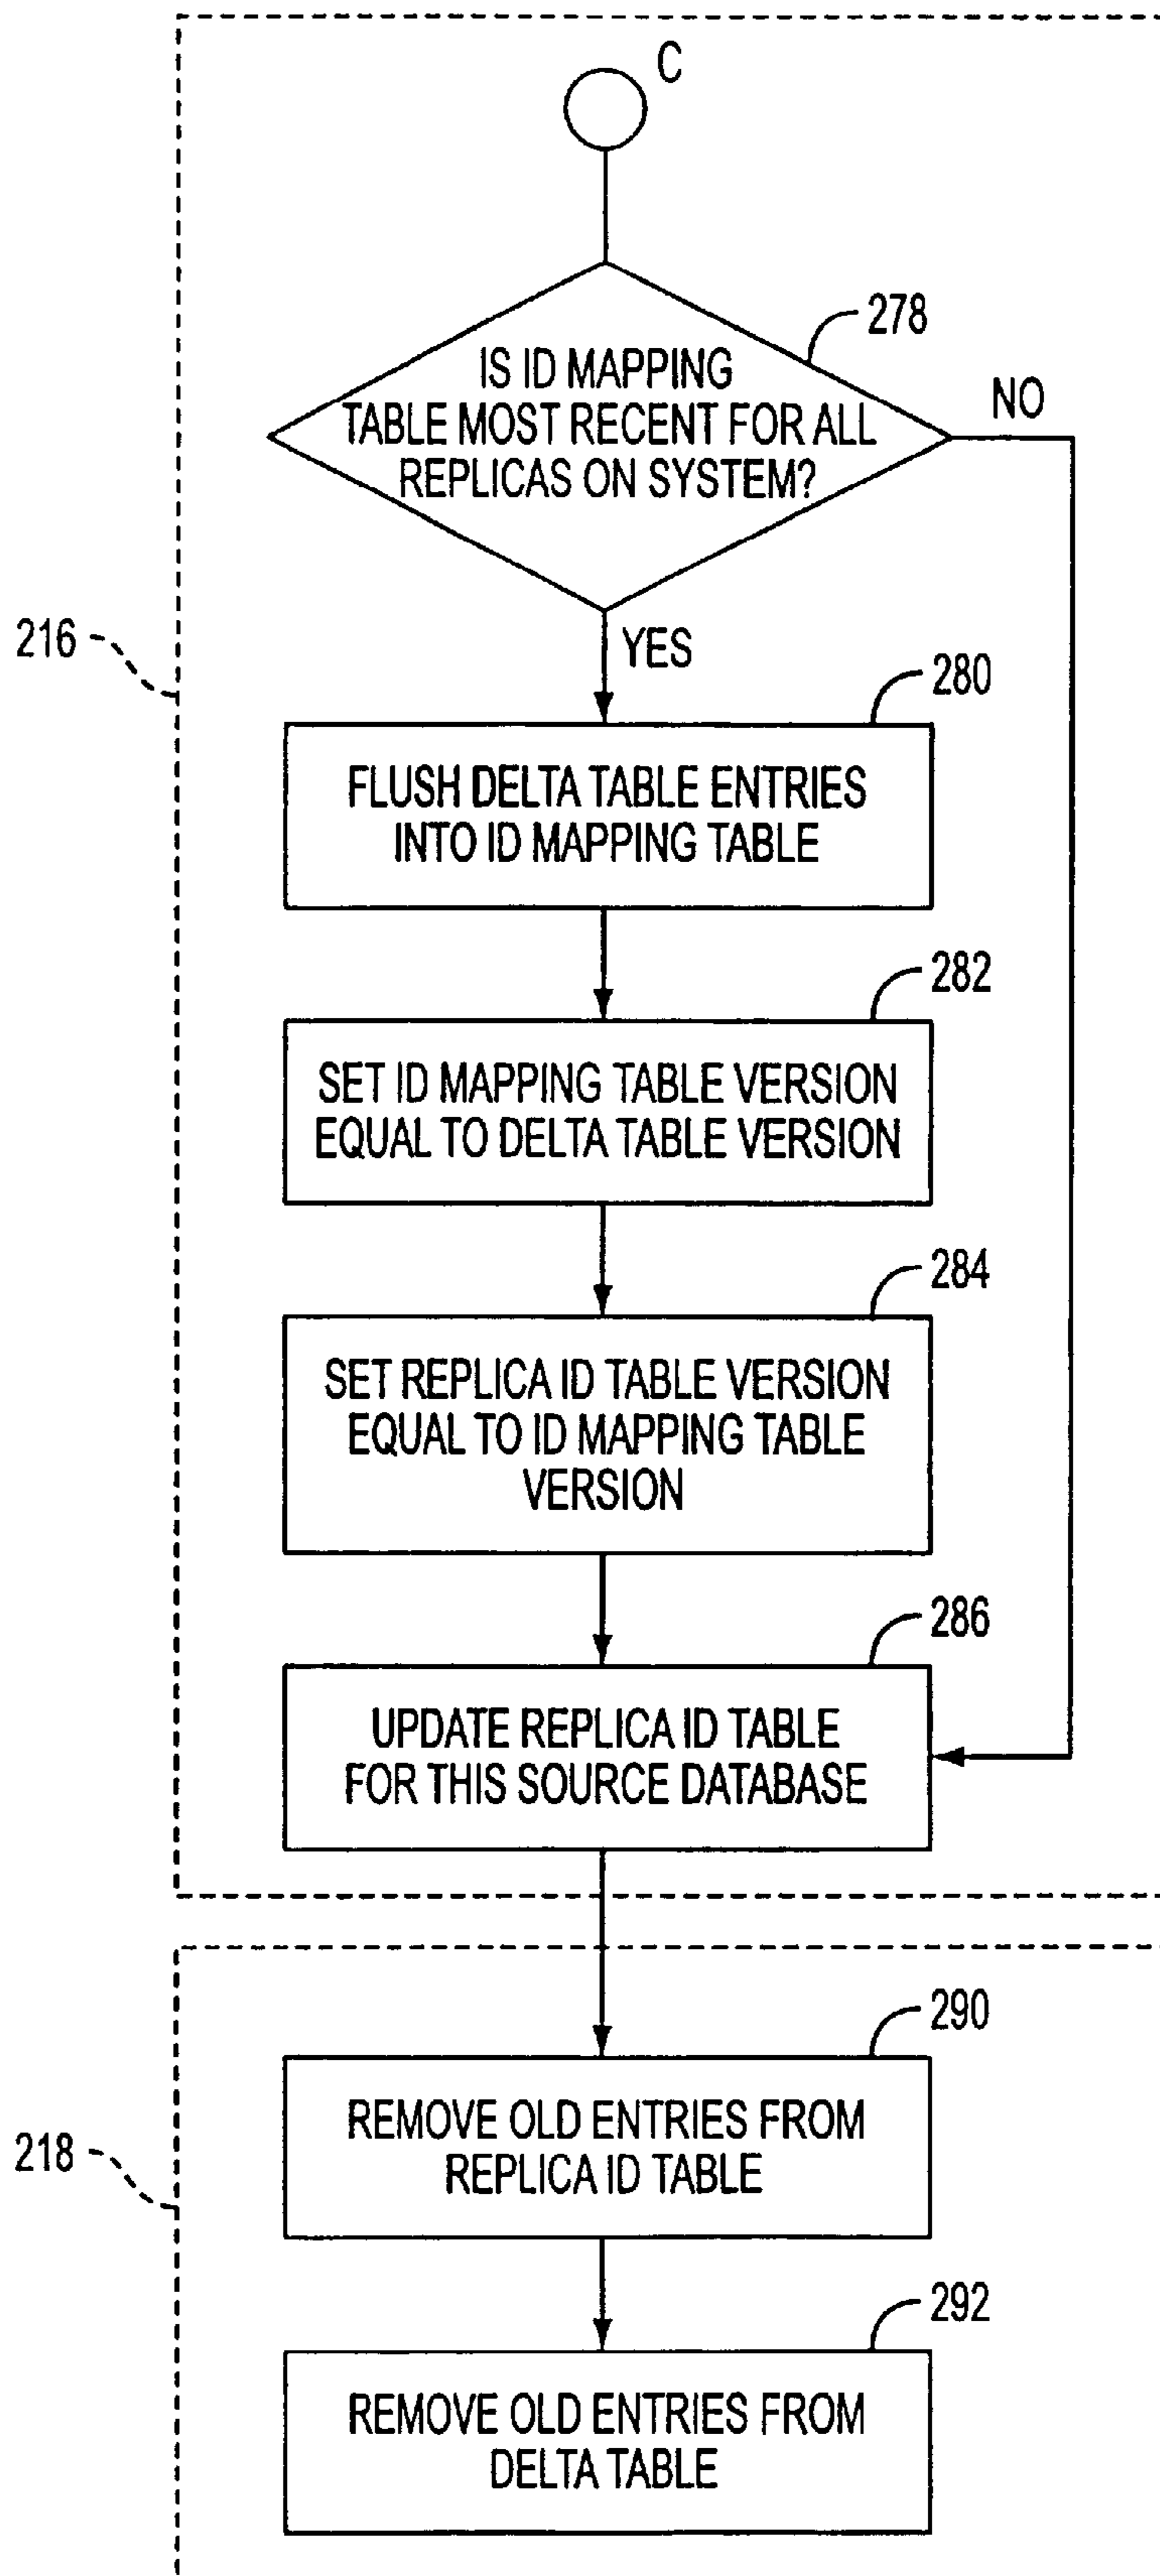 C
278
IS ID MAPPING
TABLE MOST RECENT FOR ALL
REPLICAS ON SYSTEM?
NO
216
YES
280
FLUSH DELTA TABLE ENTRIES
INTO ID MAPPING TABLE
282
SET ID MAPPING TABLE VERSION
EQUAL TO DELTA TABLE VERSION
284
SET REPLICA ID TABLE VERSION
EQUAL TO ID MAPPING TABLE
VERSION
286
UPDATE REPLICA ID TABLE
FOR THIS SOURCE DATABASE
290
REMOVE OLD ENTRIES FROM
REPLICA ID TABLE
218
292
REMOVE OLD ENTRIES FROM
DELTA TABLE